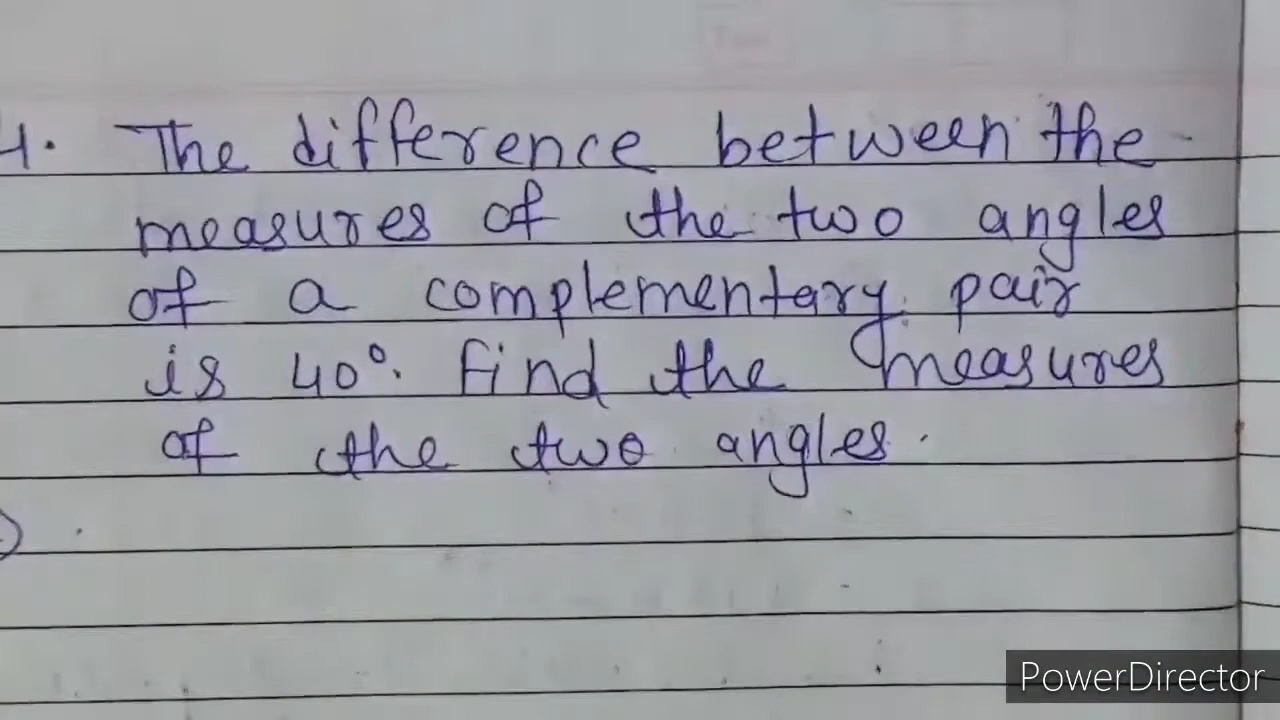 4. The difference between the
measures of the two angles
of a complementary pair
is 40°. Find the measures
of the two angles.
PowerDirector